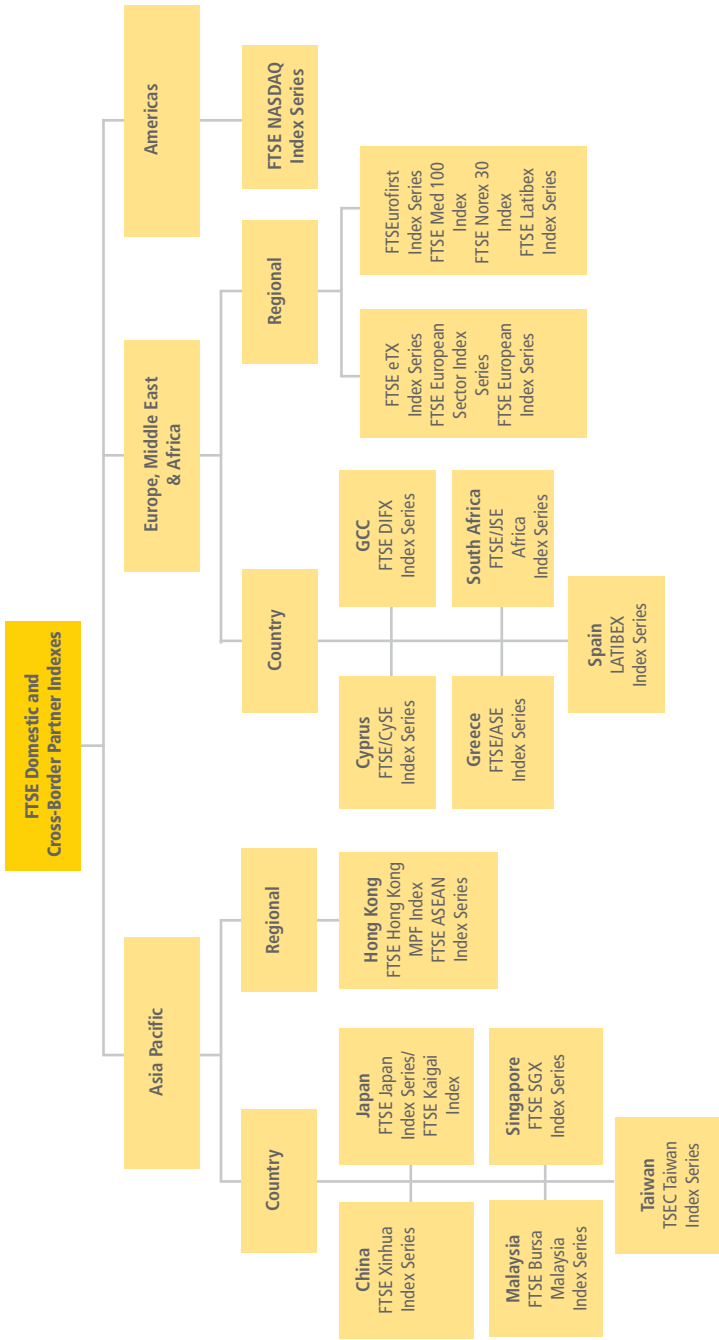 FTSE Domestic and
Cross-Border Partner Indexes
Asia Pacific
Europe, Middle East
& Africa
Americas
Country
Regional
Country
Regional
FTSE NASDAQ
Index Series
China
FTSE Xinhua
Index Series
Japan
FTSE Japan
Index Series/
FTSE Kaigai
Index
Malaysia
FTSE Bursa
Malaysia
Index Series
Singapore
FTSE SGX
Index Series
Taiwan
TSEC Taiwan
Index Series
Hong Kong
FTSE Hong Kong
MPF Index
FTSE ASEAN
Index Series
Cyprus
FTSE/CySE
Index Series
GCC
FTSE DIFX
Index Series
Greece
FTSE/ASE
Index Series
South Africa
FTSE/JSE
Africa
Index Series
Spain
LATIBEX
Index Series
FTSE eTX
Index Series
FTSE European
Sector Index
Series
FTSE European
Index Series
FTSEurofirst
Index Series
FTSE Med 100
Index
FTSE Norex 30
Index
FTSE Latibex
Index Series